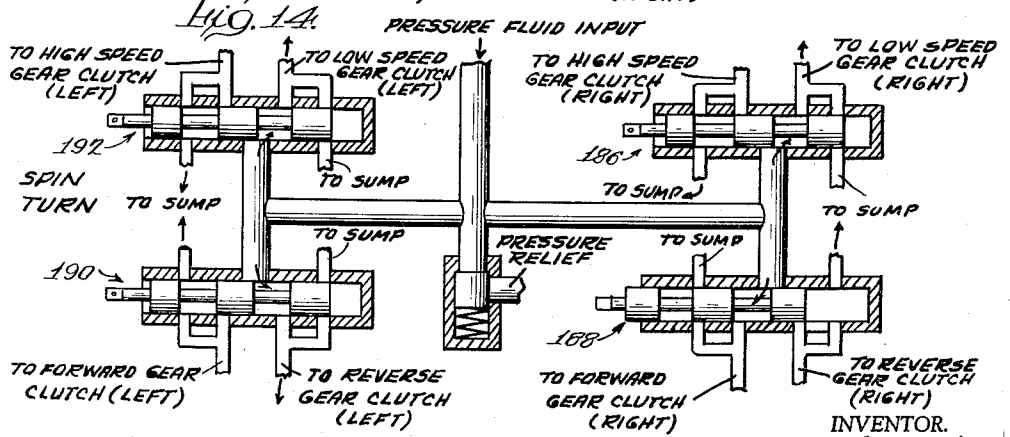 Fig. 14.
PRESSURE FLUID INPUT
TO HIGH SPEED
GEAR CLUTCH
(LEFT)
TO LOW SPEED
GEAR CLUTCH
(LEFT)
TO HIGH SPEED
GEAR CLUTCH
(RIGHT)
TO LOW SPEED
GEAR CLUTCH
(RIGHT)
192
186
SPIN
TURN
TO SUMP
TO SUMP
TO SUMP
TO SUMP
TO SUMP
TO SUMP
PRESSURE
RELIEF
190
188
TO FORWARD GEAR
CLUTCH (LEFT)
TO REVERSE
GEAR CLUTCH
(LEFT)
TO FORWARD
GEAR CLUTCH
(RIGHT)
TO REVERSE
GEAR CLUTCH
(RIGHT)
INVENTOR.